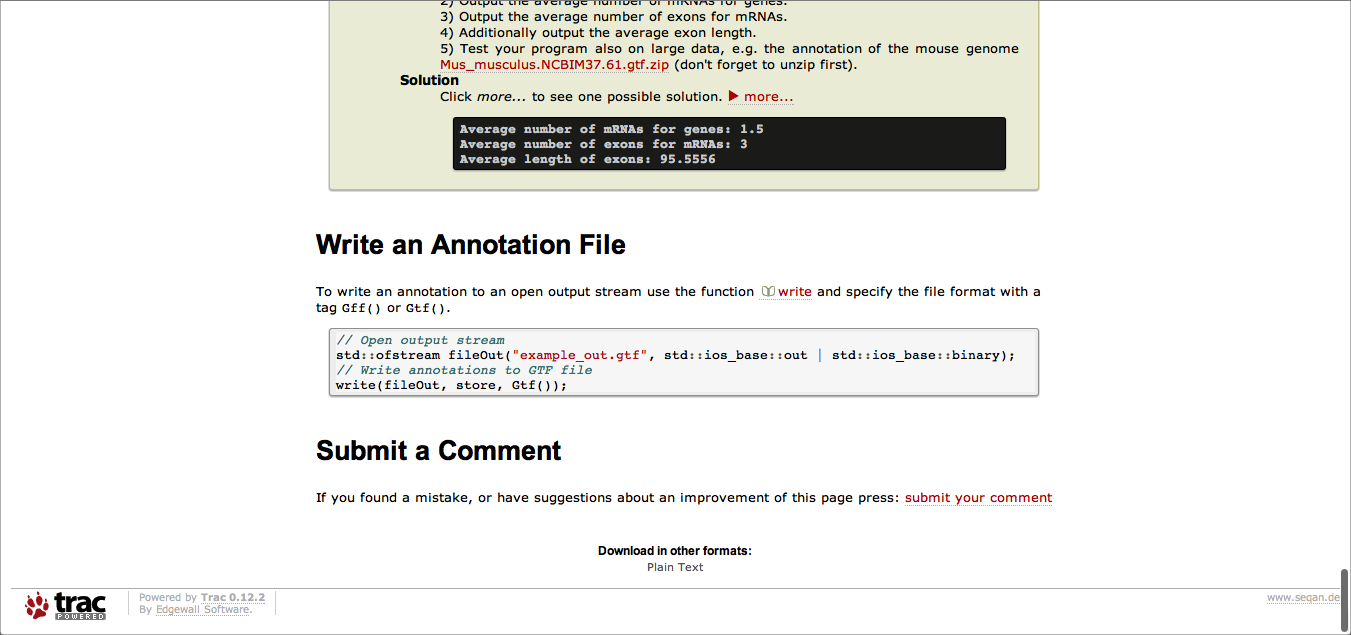 2) Output the average number of mRNAs for genes.
3) Output the average number of exons for mRNAs.
4) Additionally output the average exon length.
5) Test your program also on large data, e.g. the annotation of the mouse genome
Mus_musculus.NCBIM37.61.gtf.zip (don't forget to unzip first).
Solution
Click more... to see one possible solution. ▶ more...
Average number of mRNAs for genes: 1.5
Average number of exons for mRNAs: 3
Average length of exons: 95.5556
Write an Annotation File
To write an annotation to an open output stream use the function write and specify the file format with a
tag Gff() or Gtf().
// Open output stream
std::ofstream fileOut("example_out.gtf", std::ios_base::out | std::ios_base::binary);
// Write annotations to GTF file
write(fileOut, store, Gtf());
Submit a Comment
If you found a mistake, or have suggestions about an improvement of this page press: submit your comment
Download in other formats:
Plain Text
trac
POWERED
Powered by Trac 0.12.2
By Edgewall Software.
www.seqan.de